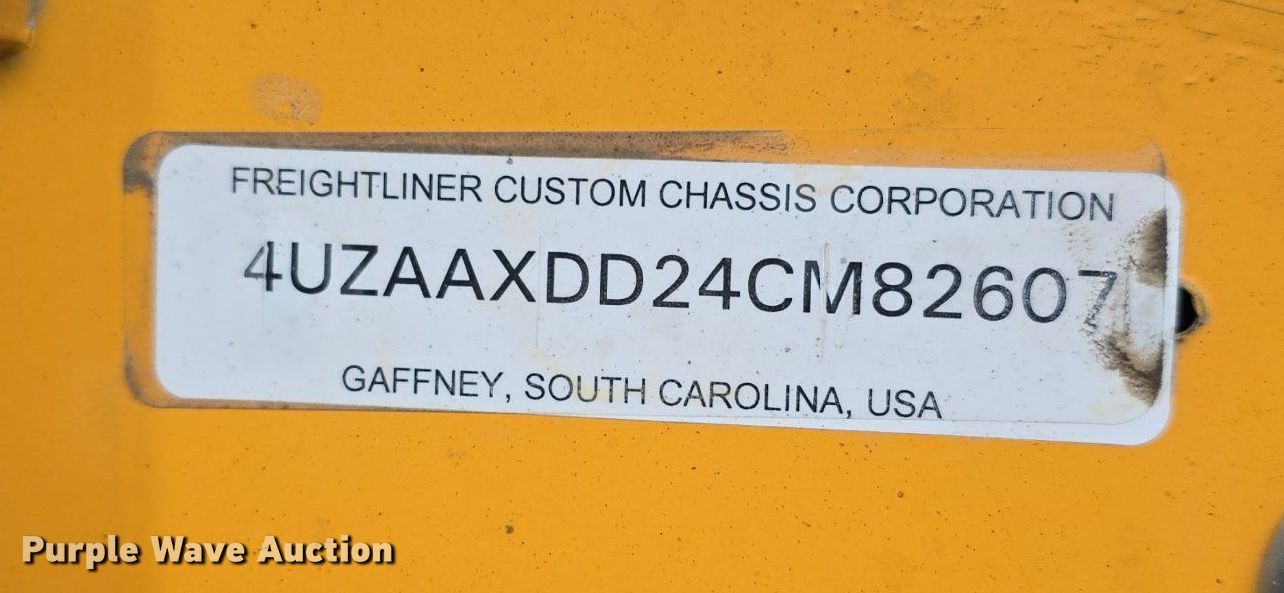 FREIGHTLINER CUSTOM CHASSIS CORPORATION
4UZAAXDD24CM82607
GAFFNEY, SOUTH CAROLINA, USA
Purple Wave Auction